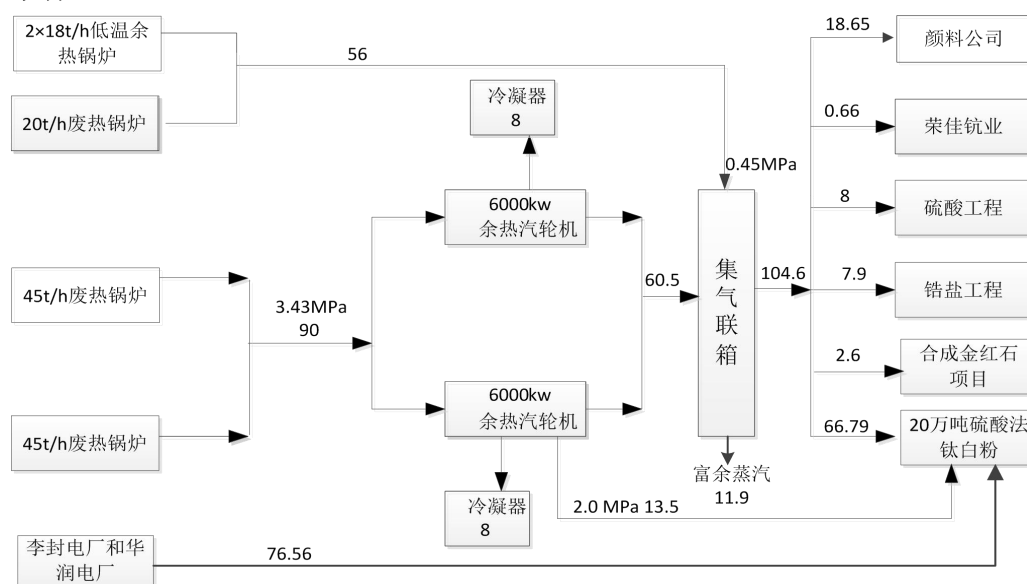 2×18t/h低温余
热锅炉
20t/h废热锅炉
56
冷凝器
8
0.45MPa
18.65
颜料公司
0.66
荣佳钪业
8
硫酸工程
6000kw
余热汽轮机
45t/h废热锅炉
3.43MPa
90
60.5
集
气
联
箱
104.6
7.9
锆盐工程
2.6
合成金红石
项目
6000kw
余热汽轮机
45t/h废热锅炉
66.79
20万吨硫酸法
钛白粉
富余蒸汽
11.9
冷凝器
8
2.0 MPa 13.5
李封电厂和华
润电厂
76.56